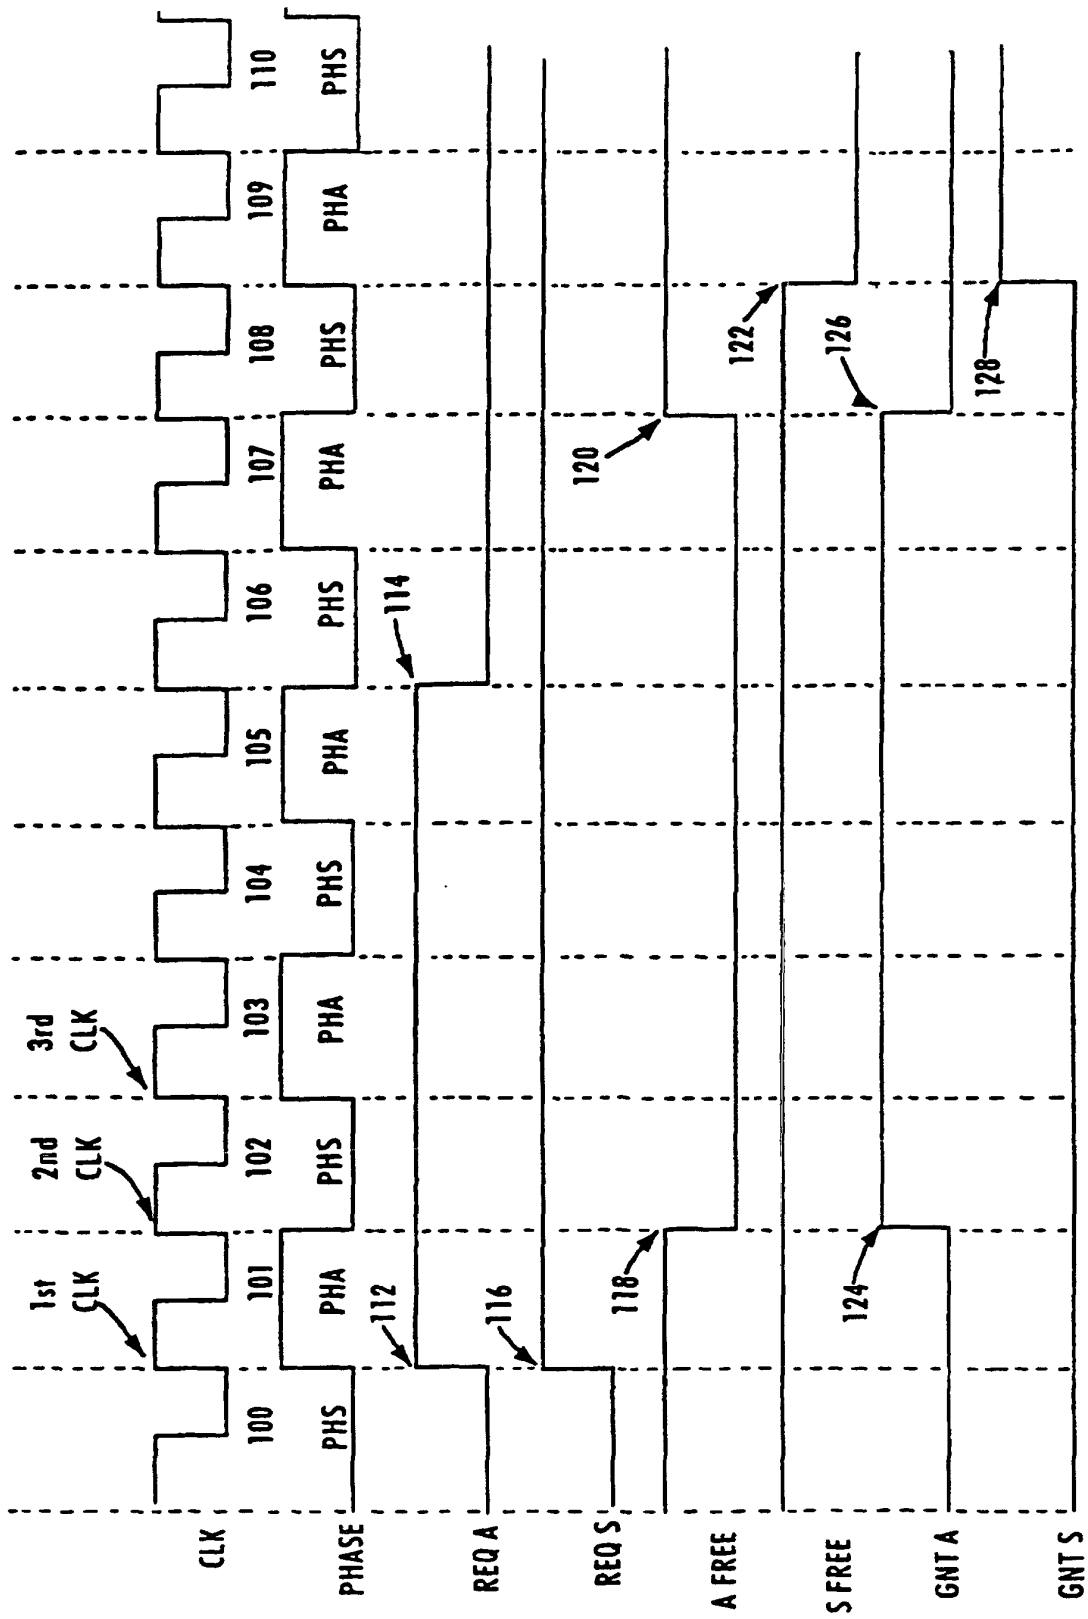 1st
CLK
2nd
CLK
3rd
CLK
CLK
100 101 102 103 104 105 106 107 108 109 110
PHASE PHS PHA PHS PHA PHS PHA PHS PHA PHS PHA PHS
REQ A
112
114
REQ S
116
A FREE
118
120
S FREE
122
GNT A
124
126
GNT S
128